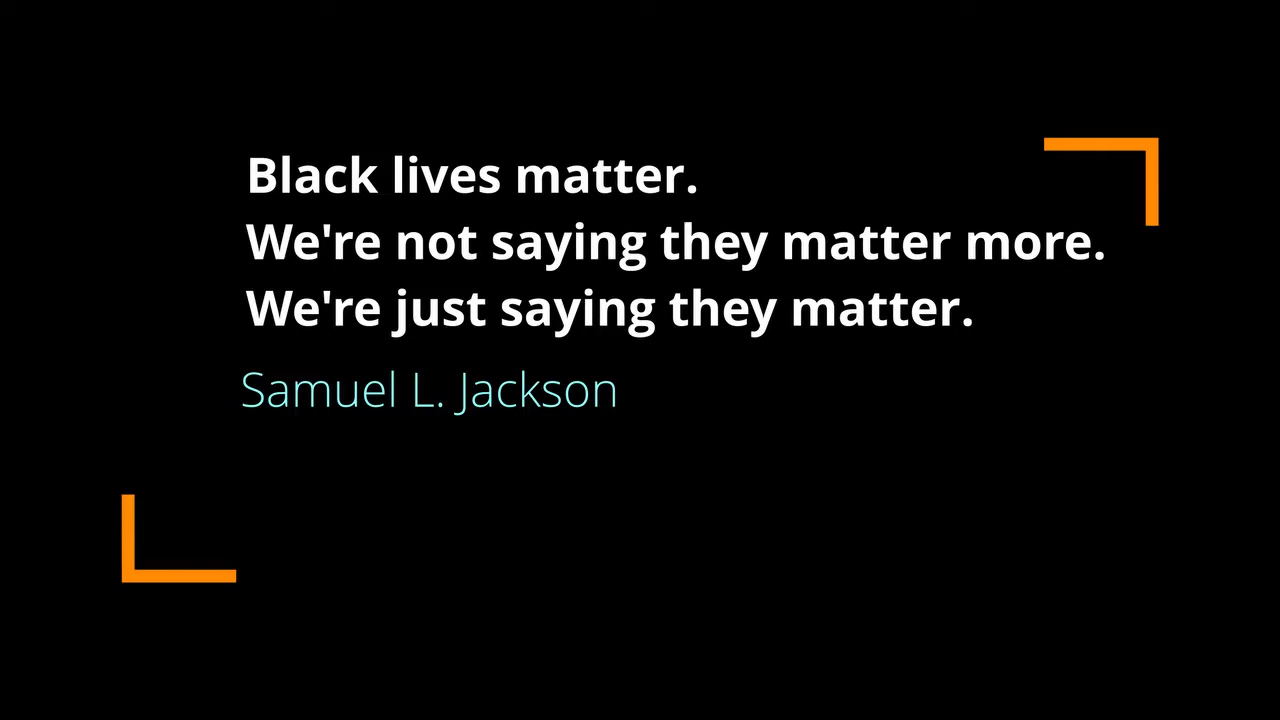 Black lives matter.
We're not saying they matter more.
We're just saying they matter.
Samuel L. Jackson